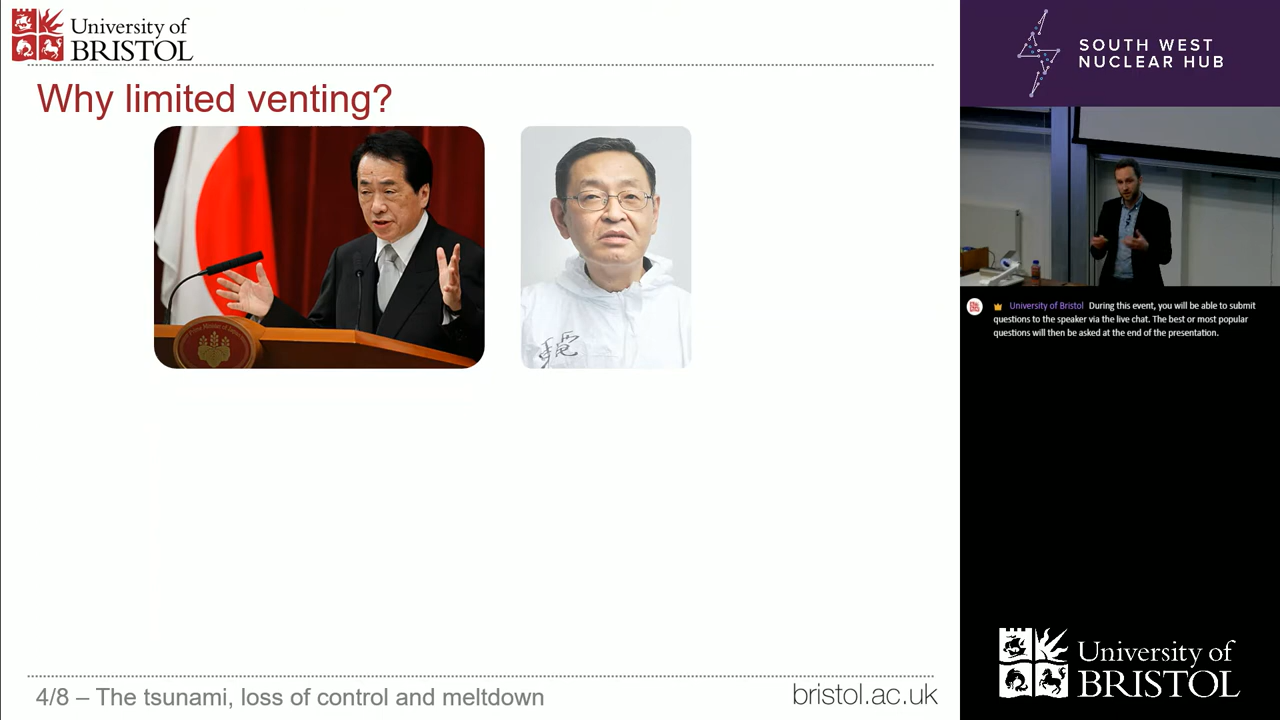 University of
BRISTOL
Why limited venting?
SOUTH WEST
NUCLEAR HUB
University of Bristol During this event, you will be able to submit
questions to the speaker via the live chat. The best or most popular
questions will then be asked at the end of the presentation.
4/8 – The tsunami, loss of control and meltdown
bristol.ac.uk
University of
BRISTOL